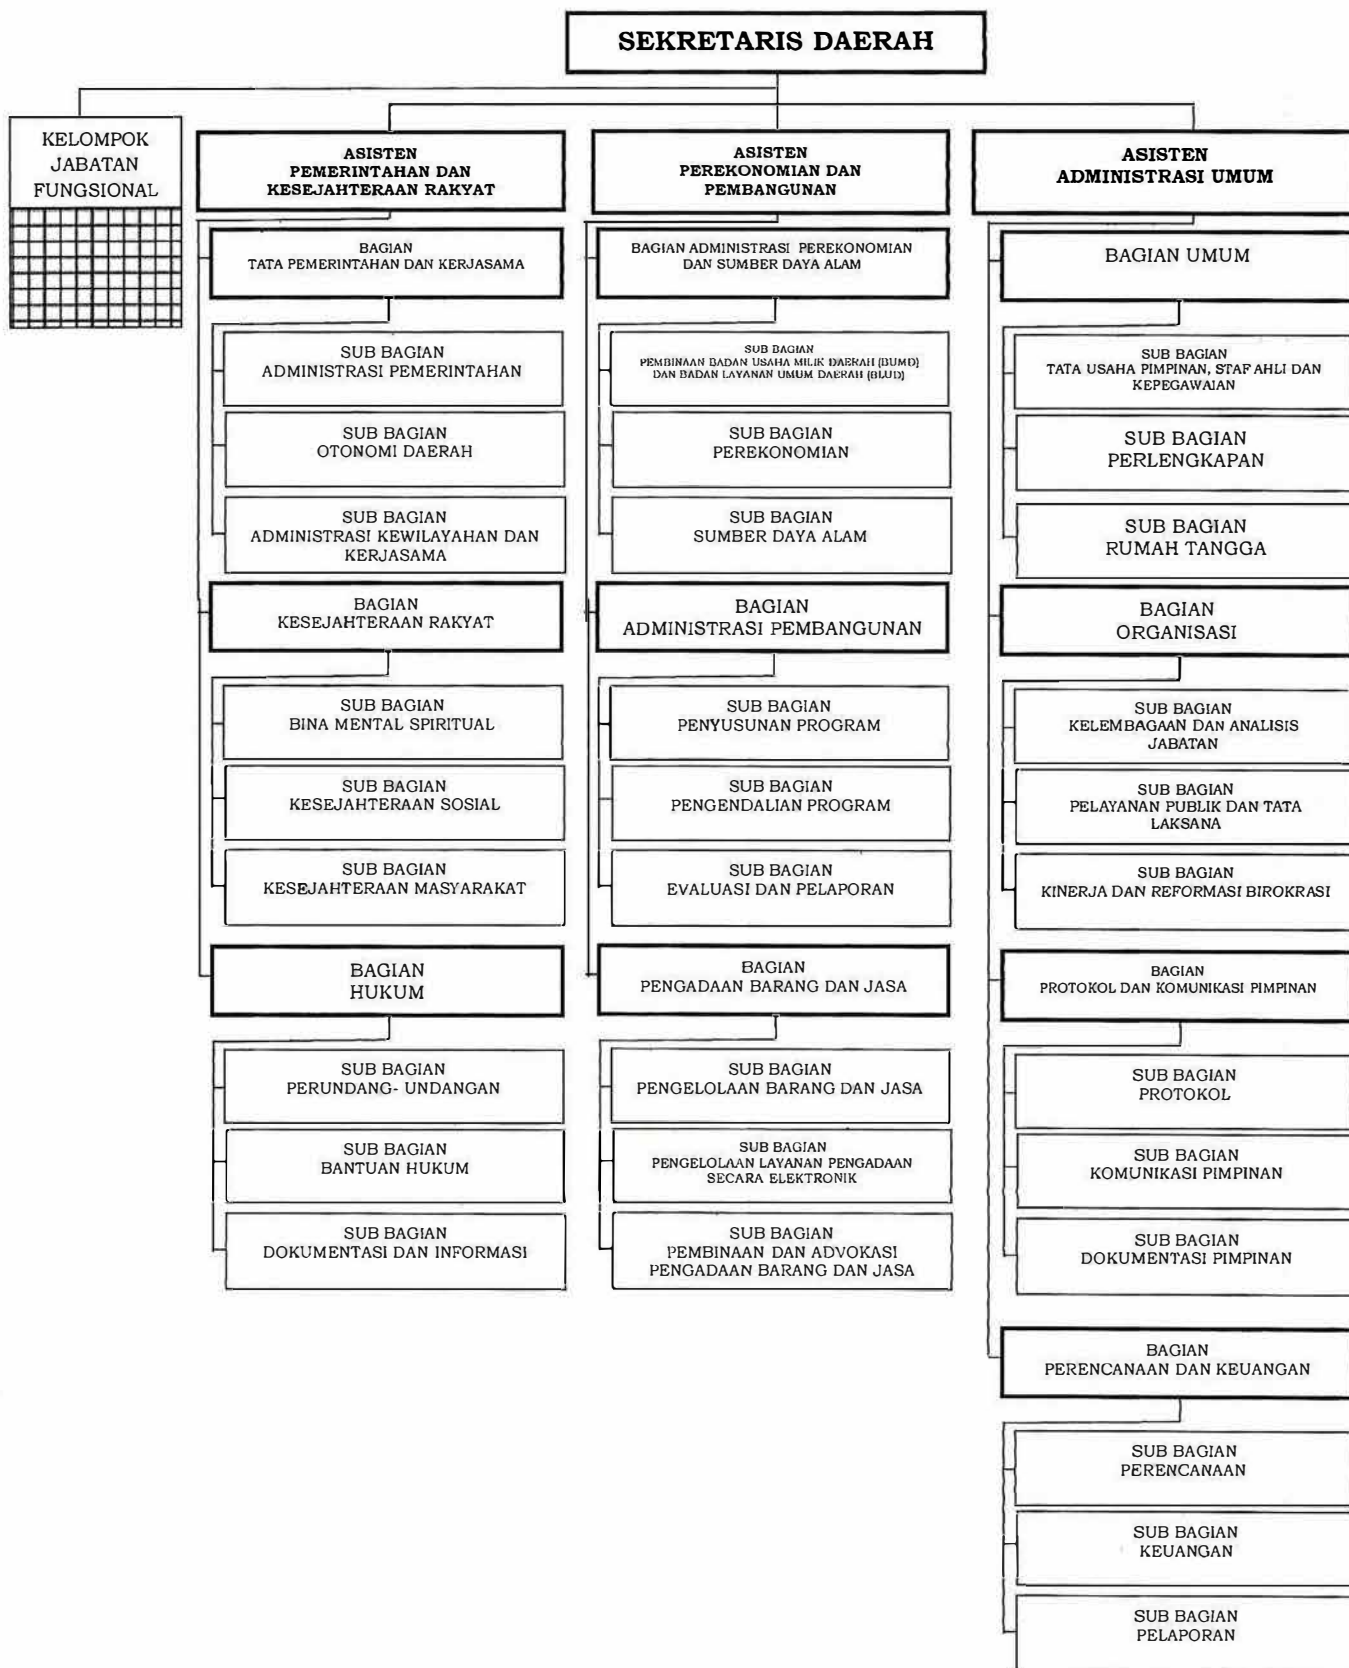 SEKRETARIS DAERAH
KELOMPOK
JABATAN
FUNGSIONAL
ASISTEN
PEMERINTAHAN DAN
KESEJAHTERAAN RAKYAT
BAGIAN
TATA PEMERINTAHAN DAN KERJASAMA
SUB BAGIAN
ADMINISTRASI PEMERINTAHAN
SUB BAGIAN
OTONOMI DAERAH
SUB BAGIAN
ADMINISTRASI KEWILAYAHAN DAN
KERJASAMA
BAGIAN
KESEJAHTERAAN RAKYAT
SUB BAGIAN
BINA MENTAL SPIRITUAL
SUB BAGIAN
KESEJAHTERAAN SOSIAL
SUB BAGIAN
KESEJAHTERAAN MASYARAKAT
BAGIAN
HUKUM
SUB BAGIAN
PERUNDANG- UNDANGAN
SUB BAGIAN
BANTUAN HUKUM
SUB BAGIAN
DOKUMENTASI DAN INFORMASI
ASISTEN
PEREKONOMIAN DAN
PEMBANGUNAN
BAGIAN ADMINISTRASI PEREKONOMIAN
DAN SUMBER DAYA ALAM
SUB BAGIAN
PEMBINAAN BADAN USAHA MILIK DAERAH (BUMD)
DAN BADAN LAYANAN UMUM DAERAH (BLUD)
SUB BAGIAN
PEREKONOMIAN
SUB BAGIAN
SUMBER DAYA ALAM
BAGIAN
ADMINISTRASI PEMBANGUNAN
SUB BAGIAN
PENYUSUNAN PROGRAM
SUB BAGIAN
PENGENDALIAN PROGRAM
SUB BAGIAN
EVALUASI DAN PELAPORAN
BAGIAN
PENGADAAN BARANG DAN JASA
SUB BAGIAN
PENGELOLAAN BARANG DAN JASA
SUB BAGIAN
PENGELOLAAN LAYANAN PENGADAAN
SECARA ELEKTRONIK
SUB BAGIAN
PEMBINAAN DAN ADVOKASI
PENGADAAN BARANG DAN JASA
ASISTEN
ADMINISTRASI UMUM
BAGIAN UMUM
SUB BAGIAN
TATA USAHA PIMPINAN, STAF AHLI DAN
KEPEGAWAIAN
SUB BAGIAN
PERLENGKAPAN
SUB BAGIAN
RUMAH TANGGA
BAGIAN
ORGANISASI
SUB BAGIAN
KELEMBAGAAN DAN ANALISIS
JABATAN
SUB BAGIAN
PELAYANAN PUBLIK DAN TATA
LAKSANA
SUB BAGIAN
KINERJA DAN REFORMASI BIROKRASI
BAGIAN
PROTOKOL DAN KOMUNIKASI PIMPINAN
SUB BAGIAN
PROTOKOL
SUB BAGIAN
KOMUNIKASI PIMPINAN
SUB BAGIAN
DOKUMENTASI PIMPINAN
BAGIAN
PERENCANAAN DAN KEUANGAN
SUB BAGIAN
PERENCANAAN
SUB BAGIAN
KEUANGAN
SUB BAGIAN
PELAPORAN